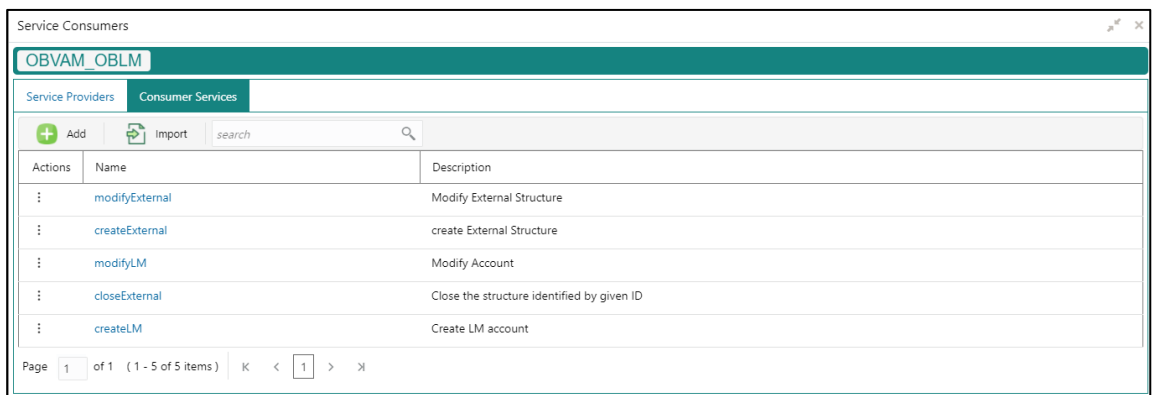 Service Consumers
OBVAM_OBLM
Service Providers Consumer Services
Add Import search
Actions Name Description
modifyExternal Modify External Structure
createExternal create External Structure
modifyLM Modify Account
closeExternal Close the structure identified by given ID
createLM Create LM account
Page 1 of 1 ( 1 - 5 of 5 items ) 1